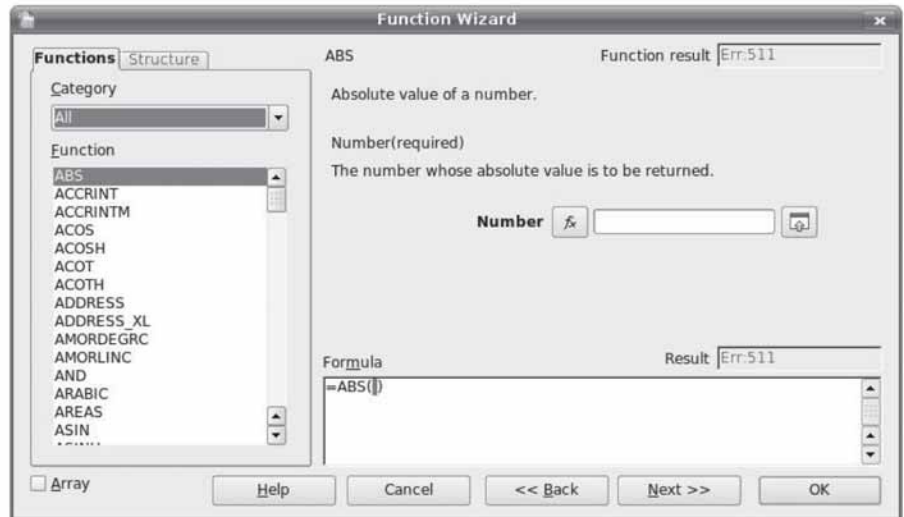 Function Wizard
Functions
Structure
Category
All
Function
ABS
ACCRINT
ACCRINTM
ACOS
ACOSH
ACOT
ACOTH
ADDRESS
ADDRESS_XL
AMORDEGRC
AMORLINC
AND
ARABIC
AREAS
ASIN
ABS
Function result Err:511
Absolute value of a number.
Number(required)
The number whose absolute value is to be returned.
Number fx
Formula
Result Err:511
=ABS()
Array
Help
Cancel
<< Back
Next >>
OK